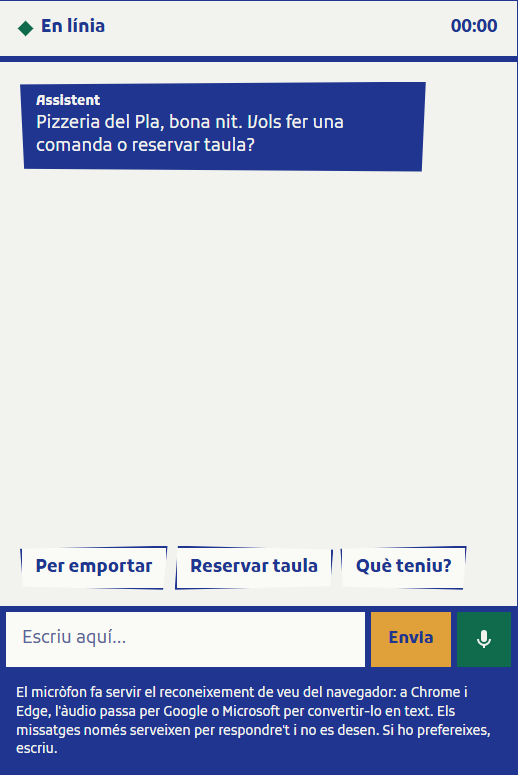 En línia
00:00
Assistent
Pizzeria del Pla, bona nit. Vols fer una
comanda o reservar taula?
Per emportar
Reservar taula
Què teniu?
Escriu aquí...
Envia
El micròfon fa servir el reconeixement de veu del navegador: a Chrome i
Edge, l'àudio passa per Google o Microsoft per convertir-lo en text. Els
missatges només serveixen per respondre't i no es desen. Si ho prefereixes,
escriu.